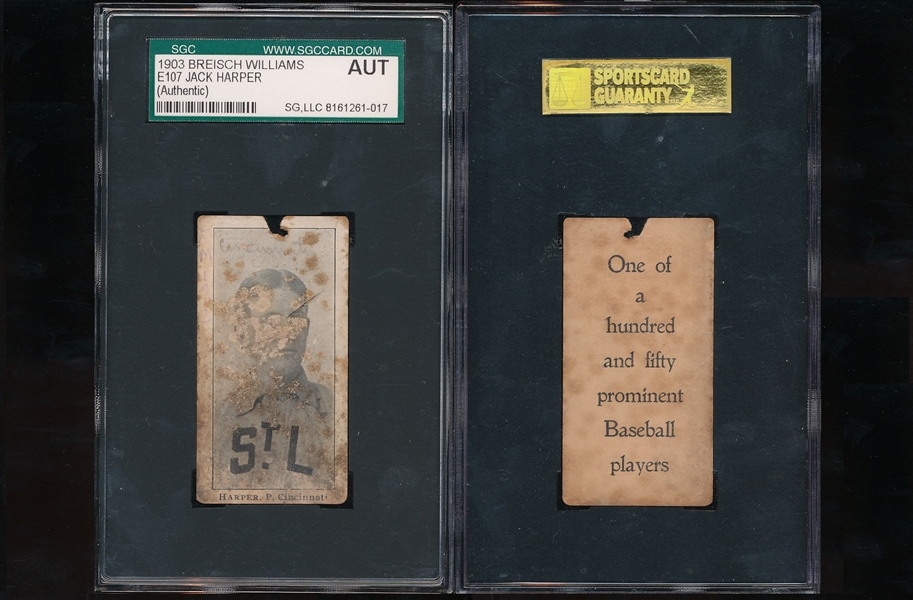 SGC WWW.SGCCARD.COM
1903 BREISCH WILLIAMS AUT
E107 JACK HARPER
(Authentic)
SG,LLC 8161261-017
Cincinnati
ST L
HARPER, P. Cincinnati
SPORTSCARD
GUARANTY
One of
a
hundred
and fifty
prominent
Baseball
players